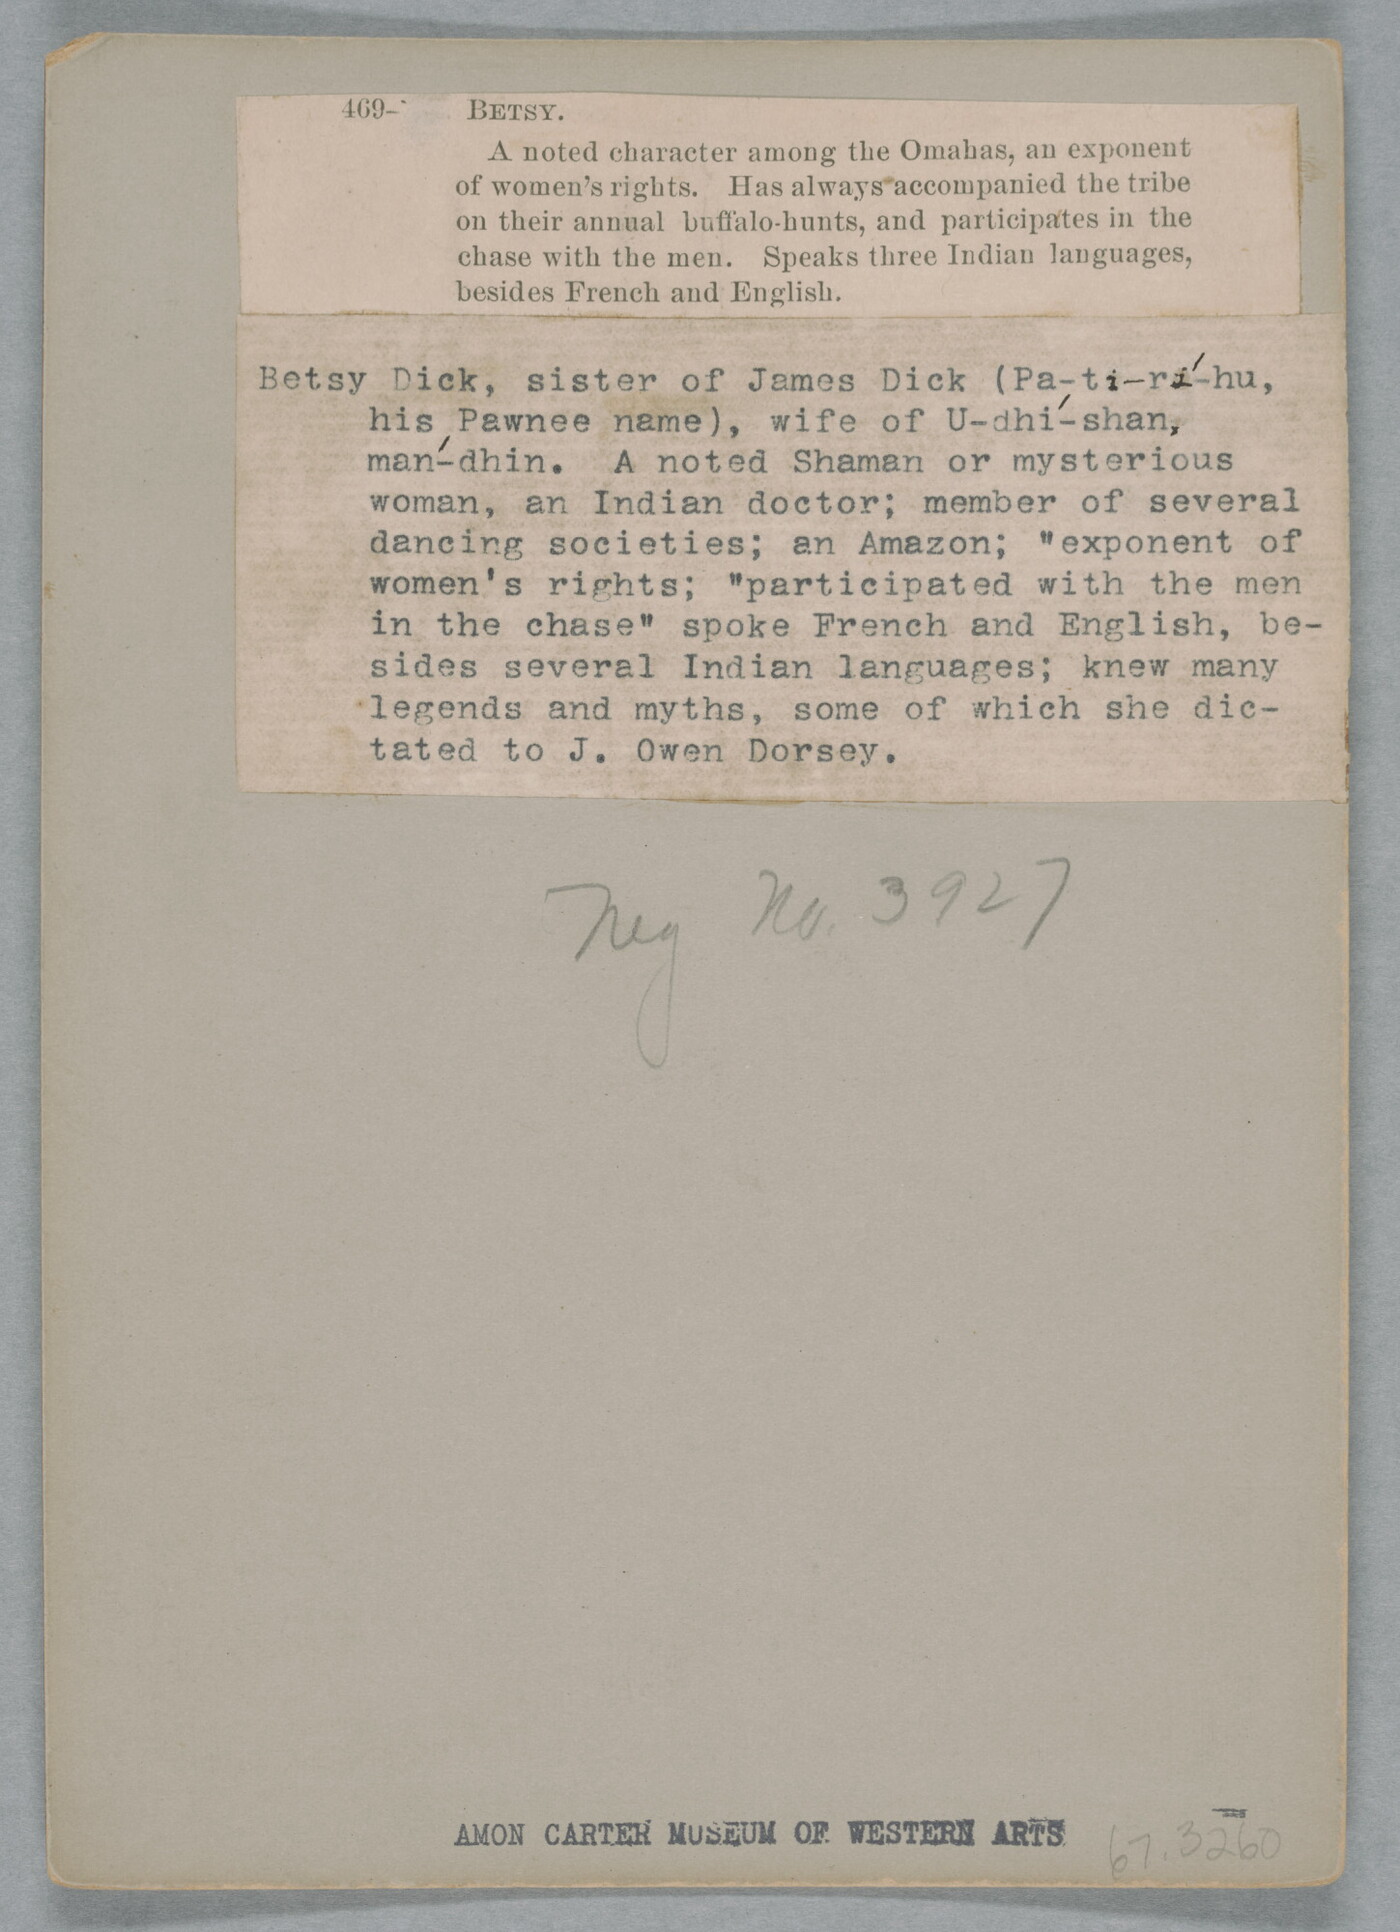 469- BETSY.
A noted character among the Omahas, an exponent
of women's rights. Has always accompanied the tribe
on their annual buffalo-hunts, and participates in the
chase with the men. Speaks three Indian languages,
besides French and English.
Betsy Dick, sister of James Dick (Pa-ti-rí-hu,
his Pawnee name), wife of U-dhí-shan,
man´-dhin. A noted Shaman or mysterious
woman, an Indian doctor; member of several
dancing societies; an Amazon; "exponent of
women's rights; "participated with the men
in the chase" spoke French and English, be-
sides several Indian languages; knew many
legends and myths, some of which she dic-
tated to J. Owen Dorsey.
Neg No. 3927
AMON CARTER MUSEUM OF WESTERN ARTS
67.3260